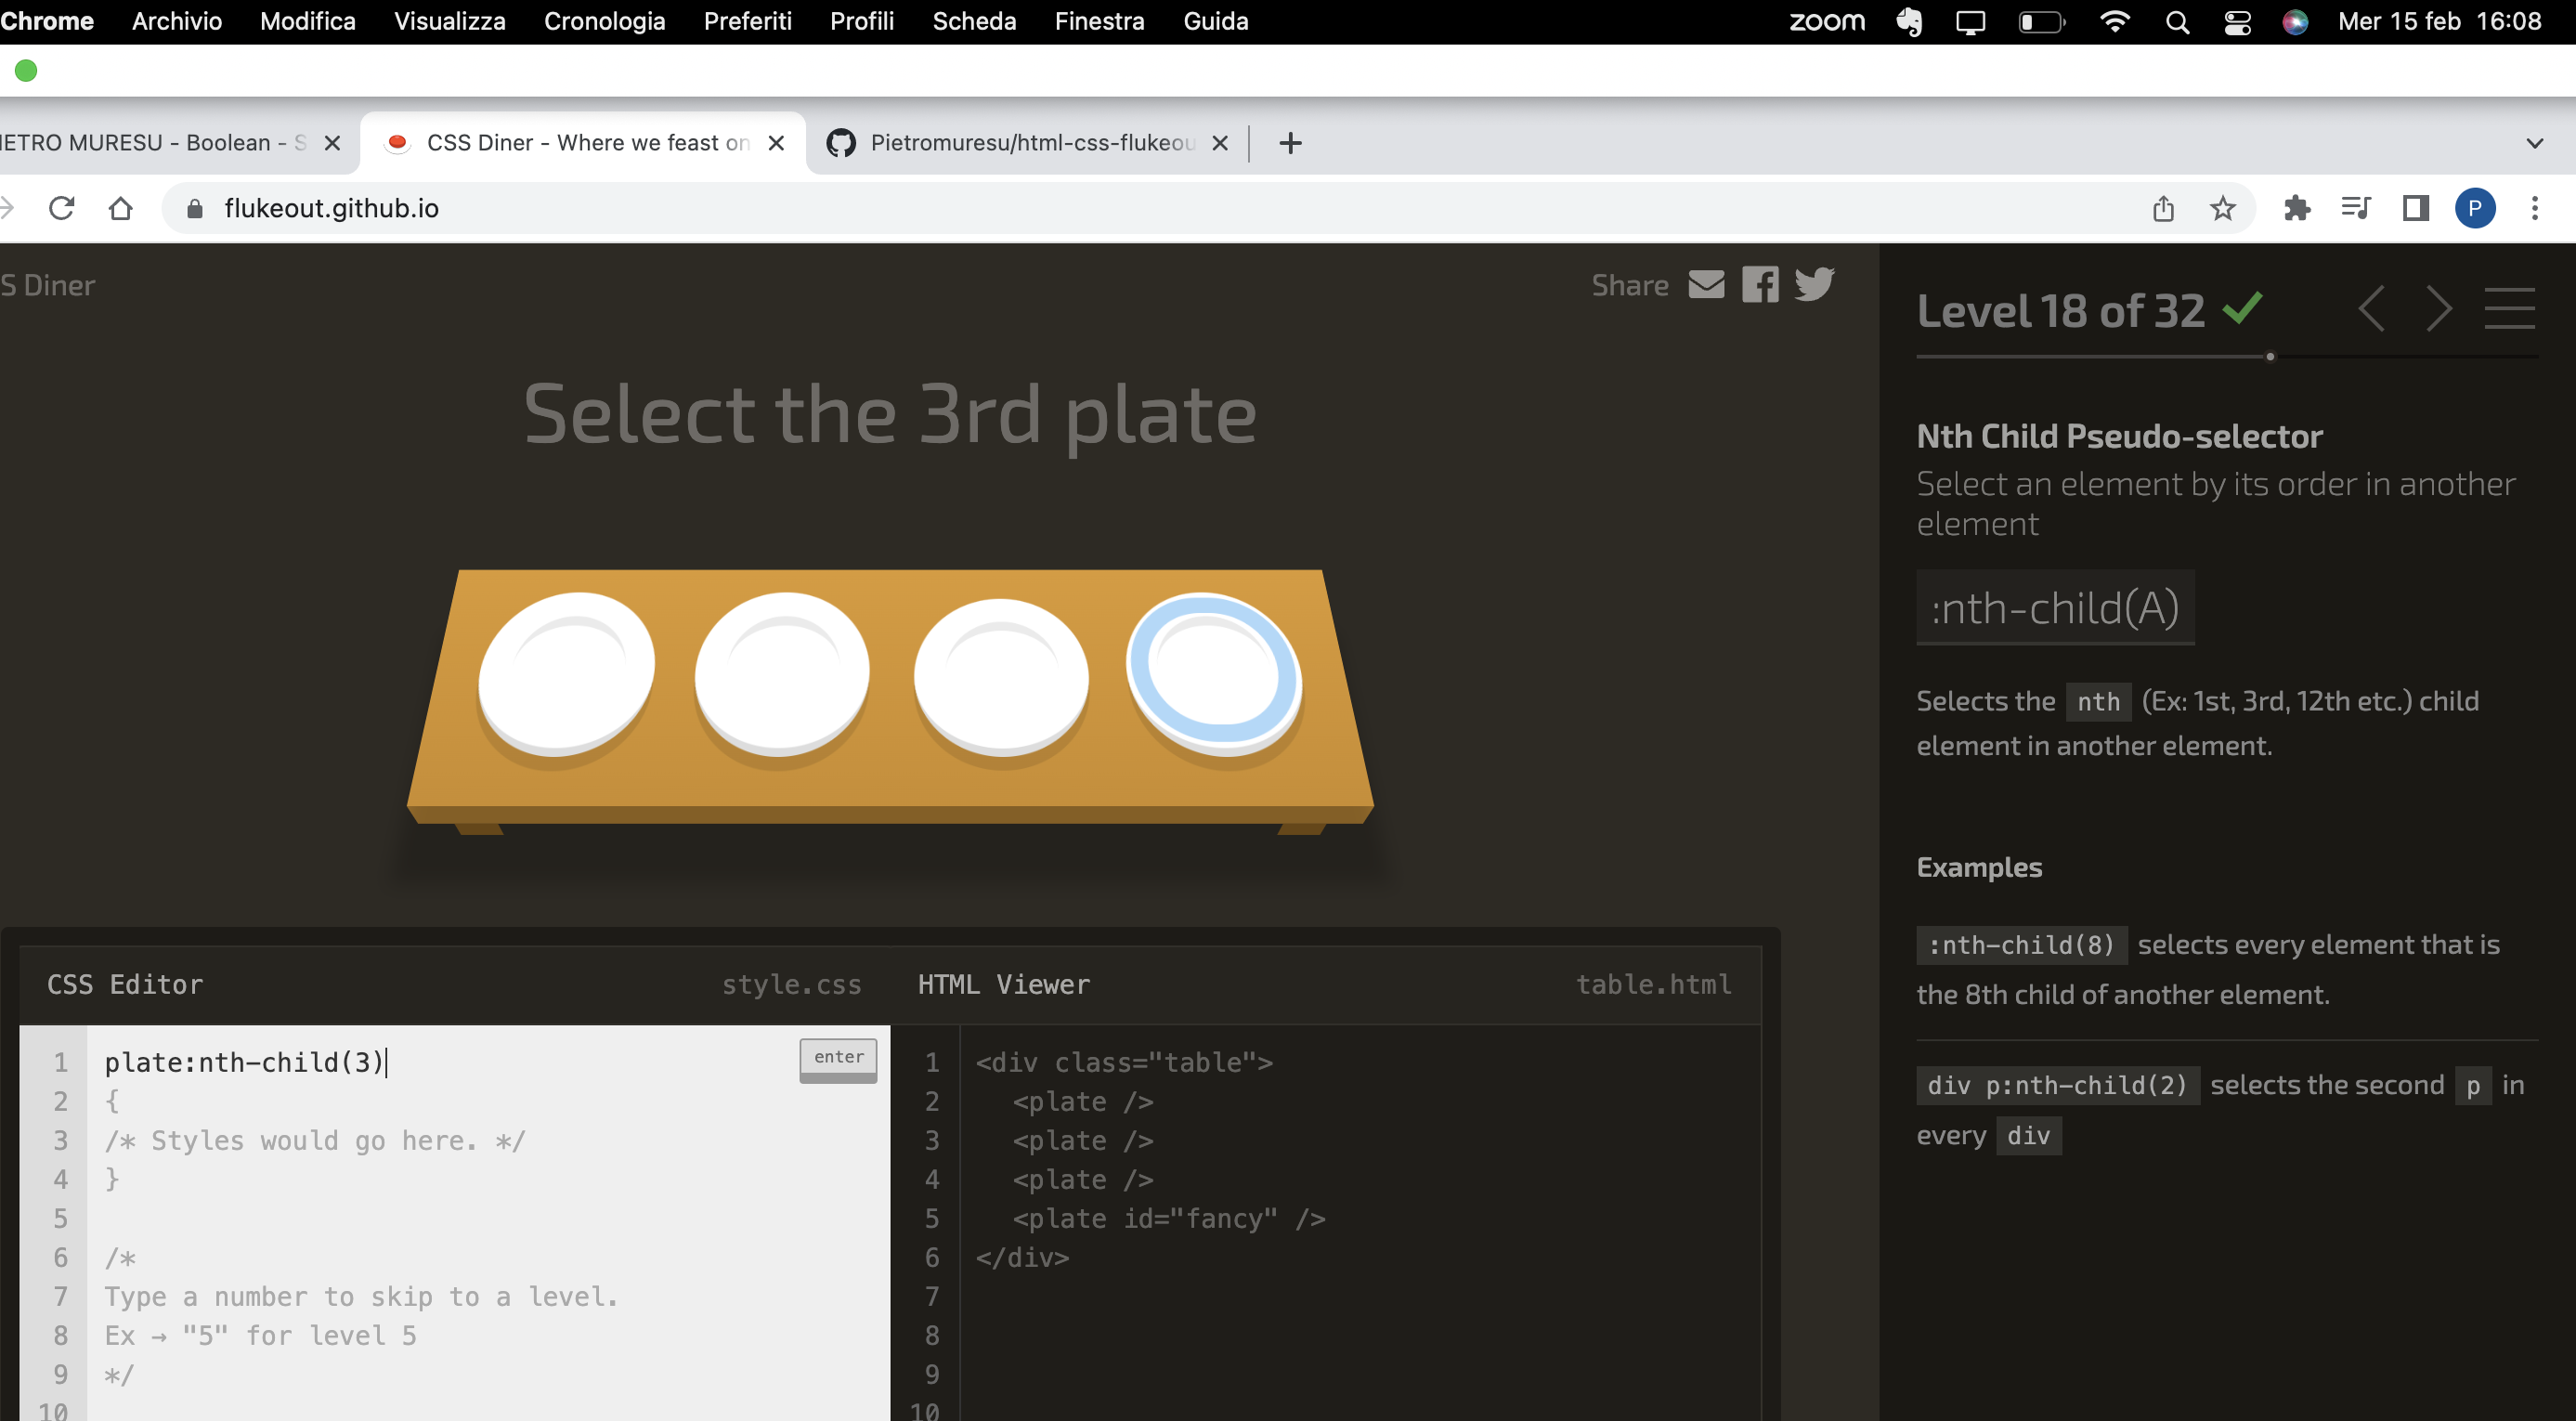 Chrome Archivio Modifica Visualizza Cronologia Preferiti Profili Scheda Finestra Guida zoom Mer 15 feb 16:08
IETRO MURESU - Boolean - S CSS Diner - Where we feast on Pietromuresu/html-css-flukeou
flukeout.github.io P
S Diner Share
Select the 3rd plate
CSS Editor style.css
1 plate:nth-child(3) enter
2 {
3 /* Styles would go here. */
4 }
5
6 /*
7 Type a number to skip to a level.
8 Ex → "5" for level 5
9 */
10
HTML Viewer table.html
1 <div class="table">
2 <plate />
3 <plate />
4 <plate />
5 <plate id="fancy" />
6 </div>
7
8
9
10
Level 18 of 32
Nth Child Pseudo-selector
Select an element by its order in another
element
:nth-child(A)
Selects the nth (Ex: 1st, 3rd, 12th etc.) child
element in another element.
Examples
:nth-child(8) selects every element that is
the 8th child of another element.
div p:nth-child(2) selects the second p in
every div